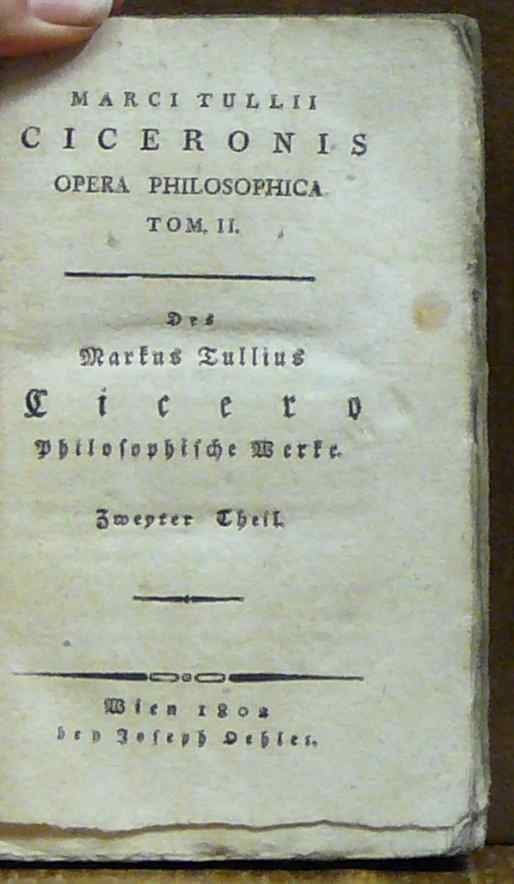 MARCI TULLII
CICERONIS
OPERA PHILOSOPHICA
TOM. II.
Des
Markus Tullius
Cicero
Philosophische Werke.
Zweyter Theil.
Wien 1802
bey Joseph Oehler.